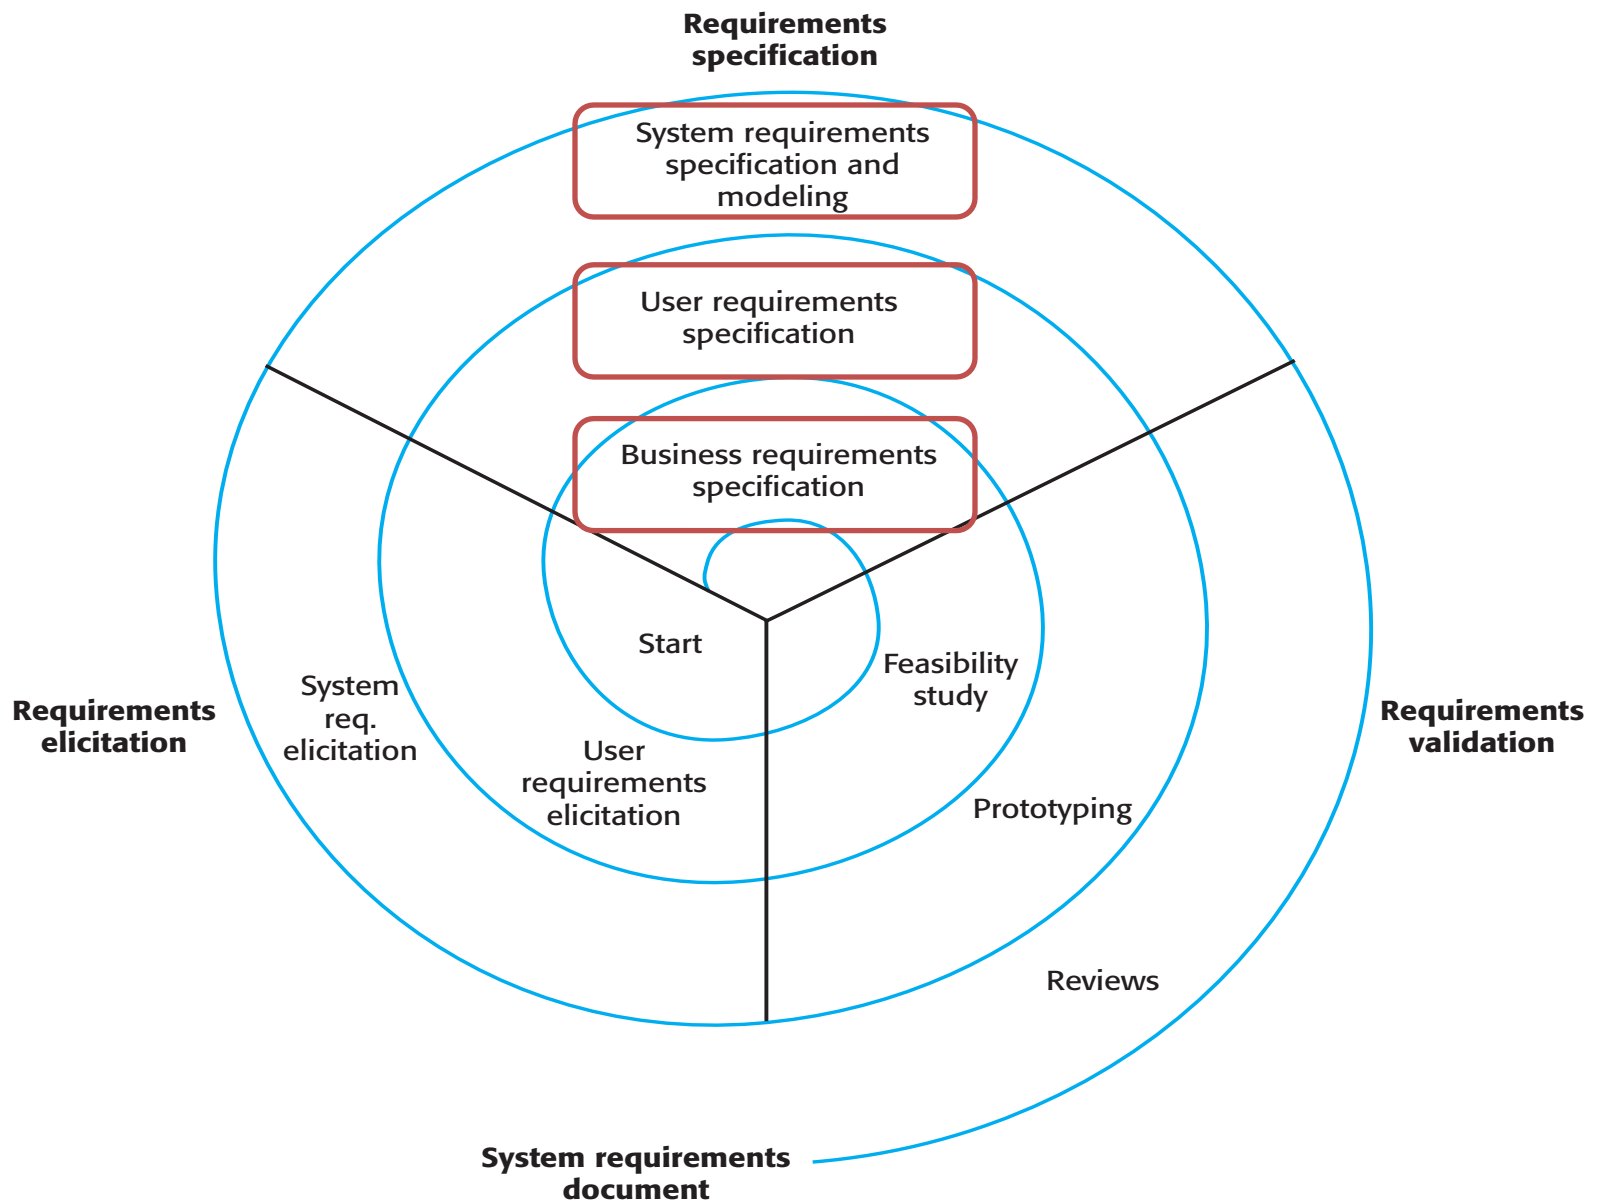 Requirements
specification
System requirements
specification and
modeling
User requirements
specification
Business requirements
specification
Start
Feasibility
study
System
req.
elicitation
Requirements
elicitation
Requirements
validation
User
requirements
elicitation
Prototyping
Reviews
System requirements
document